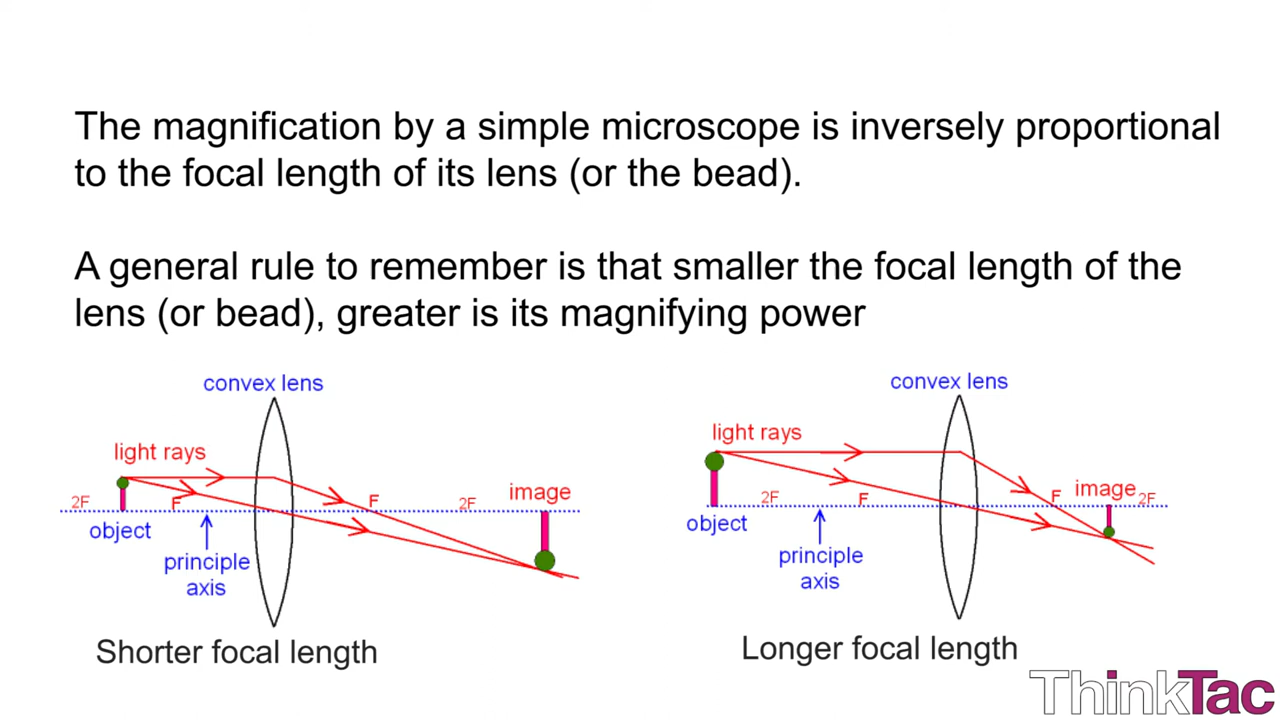 The magnification by a simple microscope is inversely proportional
to the focal length of its lens (or the bead).
A general rule to remember is that smaller the focal length of the
lens (or bead), greater is its magnifying power
convex lens
light rays
2F
F
F
2F
image
object
principle
axis
Shorter focal length
convex lens
light rays
2F
F
F
image
2F
object
principle
axis
Longer focal length
ThinkTac